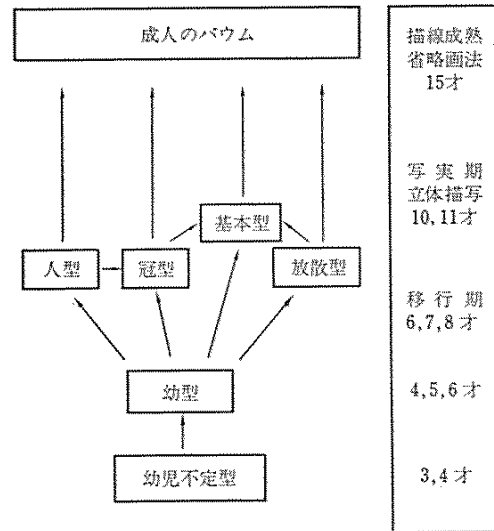 成人のバウム
基本型
人型
冠型
放散型
幼型
幼児不定型
描線成熟
省略画法
15才
写実期
立体描写
10,11才
移行期
6,7,8才
4,5,6才
3,4才